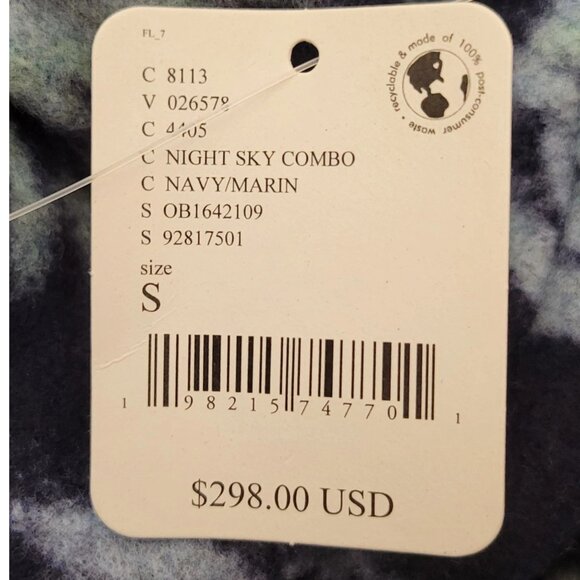 FL_7
recyclable & made of 100% post-consumer waste •
C 8113
V 026578
C 4405
C NIGHT SKY COMBO
C NAVY/MARIN
S OB1642109
S 92817501
size
S
1 98215 74770 1
$298.00 USD